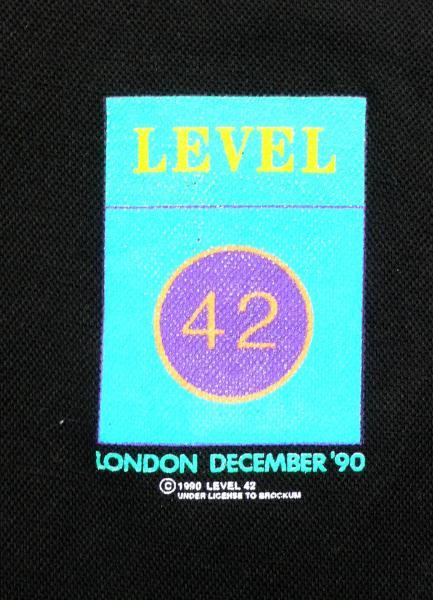 LEVEL
42
LONDON DECEMBER '90
© 1990 LEVEL 42
UNDER LICENSE TO BROCKUM